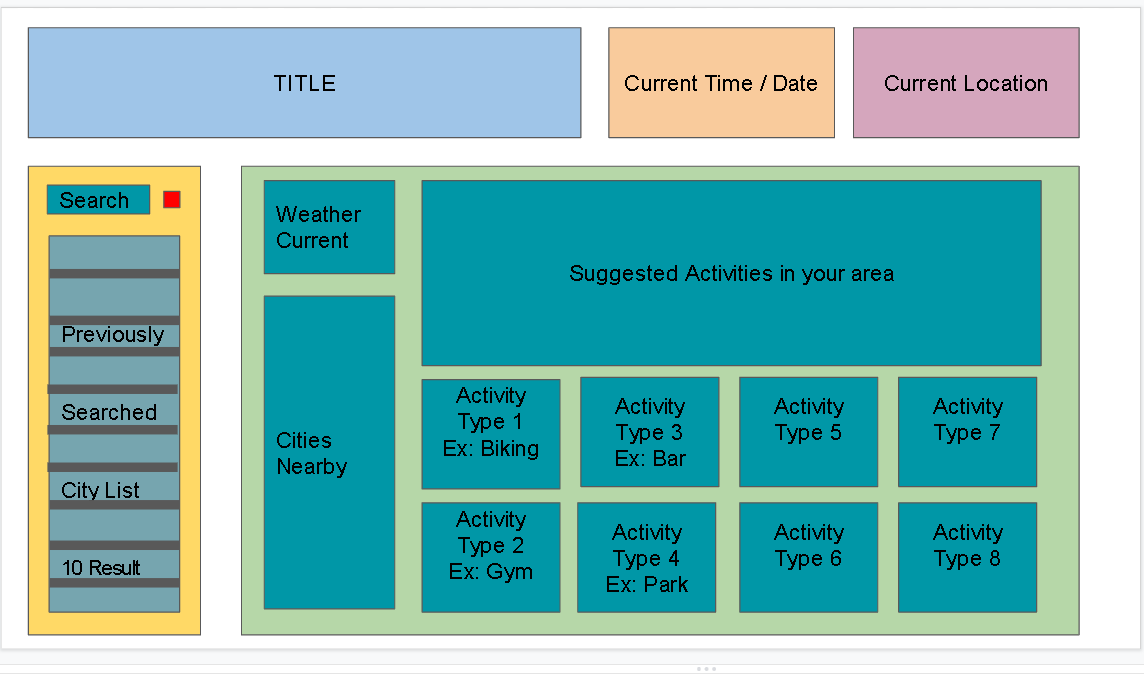 TITLE
Current Time / Date
Current Location
Search
Previously
Searched
City List
10 Result
Weather
Current
Cities
Nearby
Suggested Activities in your area
Activity
Type 1
Ex: Biking
Activity
Type 3
Ex: Bar
Activity
Type 5
Activity
Type 7
Activity
Type 2
Ex: Gym
Activity
Type 4
Ex: Park
Activity
Type 6
Activity
Type 8